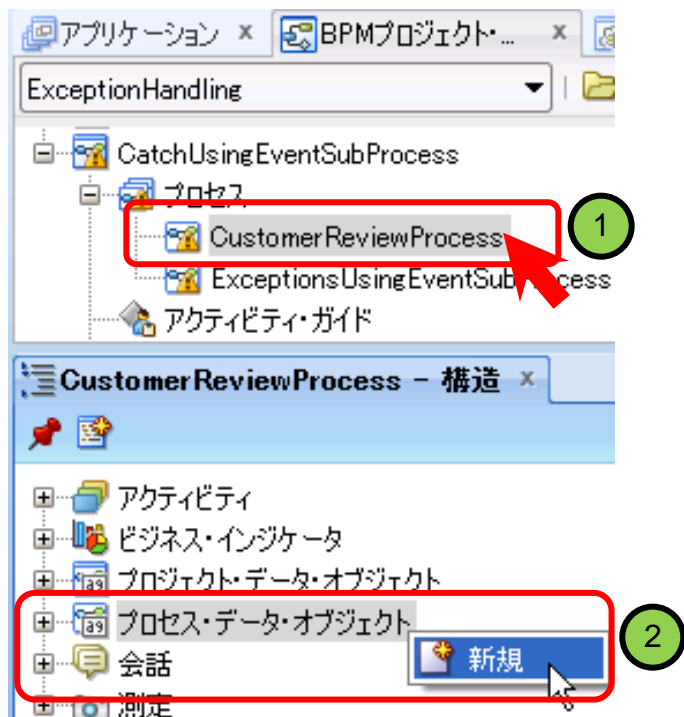 アプリケーション × BPMプロジェクト・... ×
ExceptionHandling
CatchUsingEventSubProcess
プロセス
CustomerReviewProcess
1
ExceptionsUsingEventSubProcess
アクティビティ・ガイド
CustomerReviewProcess - 構造 ×
アクティビティ
ビジネス・インジケータ
プロジェクト・データ・オブジェクト
プロセス・データ・オブジェクト
2
会話
新規
測定